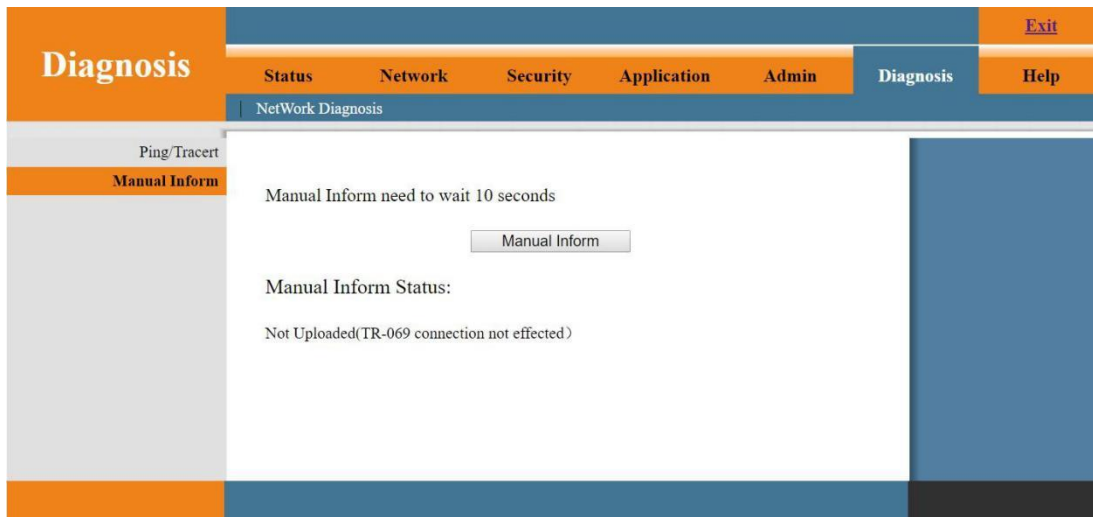 Exit
Diagnosis
Status Network Security Application Admin Diagnosis Help
NetWork Diagnosis
Ping/Tracert
Manual Inform
Manual Inform need to wait 10 seconds
Manual Inform
Manual Inform Status:
Not Uploaded(TR-069 connection not effected）